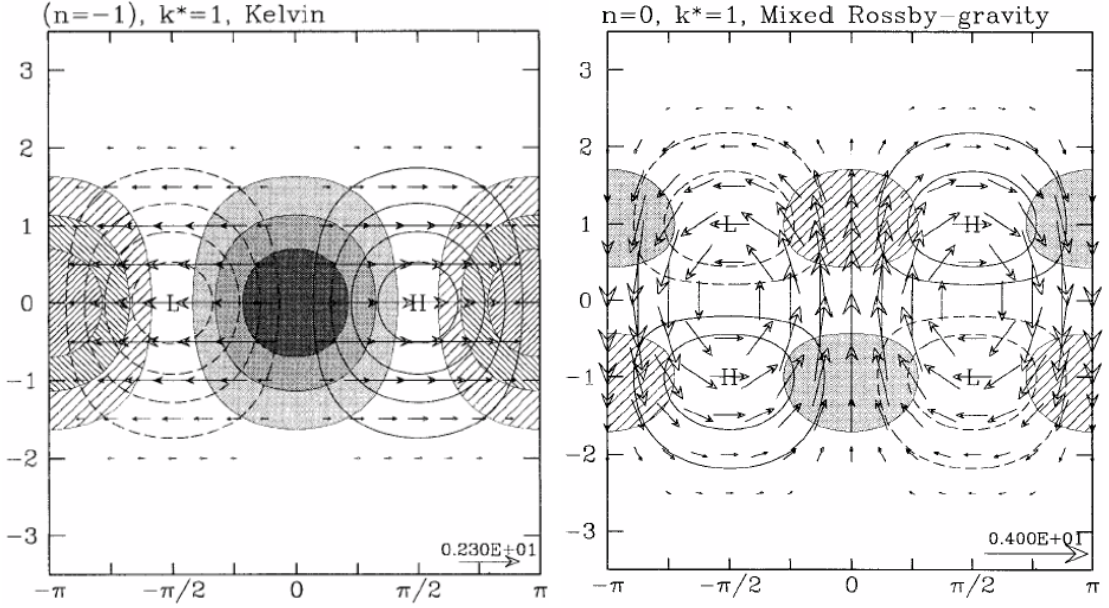 (n=−1), k*=1, Kelvin
3
2
1
0
−1
−2
−3
L
H
0.230E+01
−π
−π/2
0
π/2
π
n=0, k*=1, Mixed Rossby−gravity
3
2
1
0
−1
−2
−3
L
H
H
L
0.400E+01
−π
−π/2
0
π/2
π